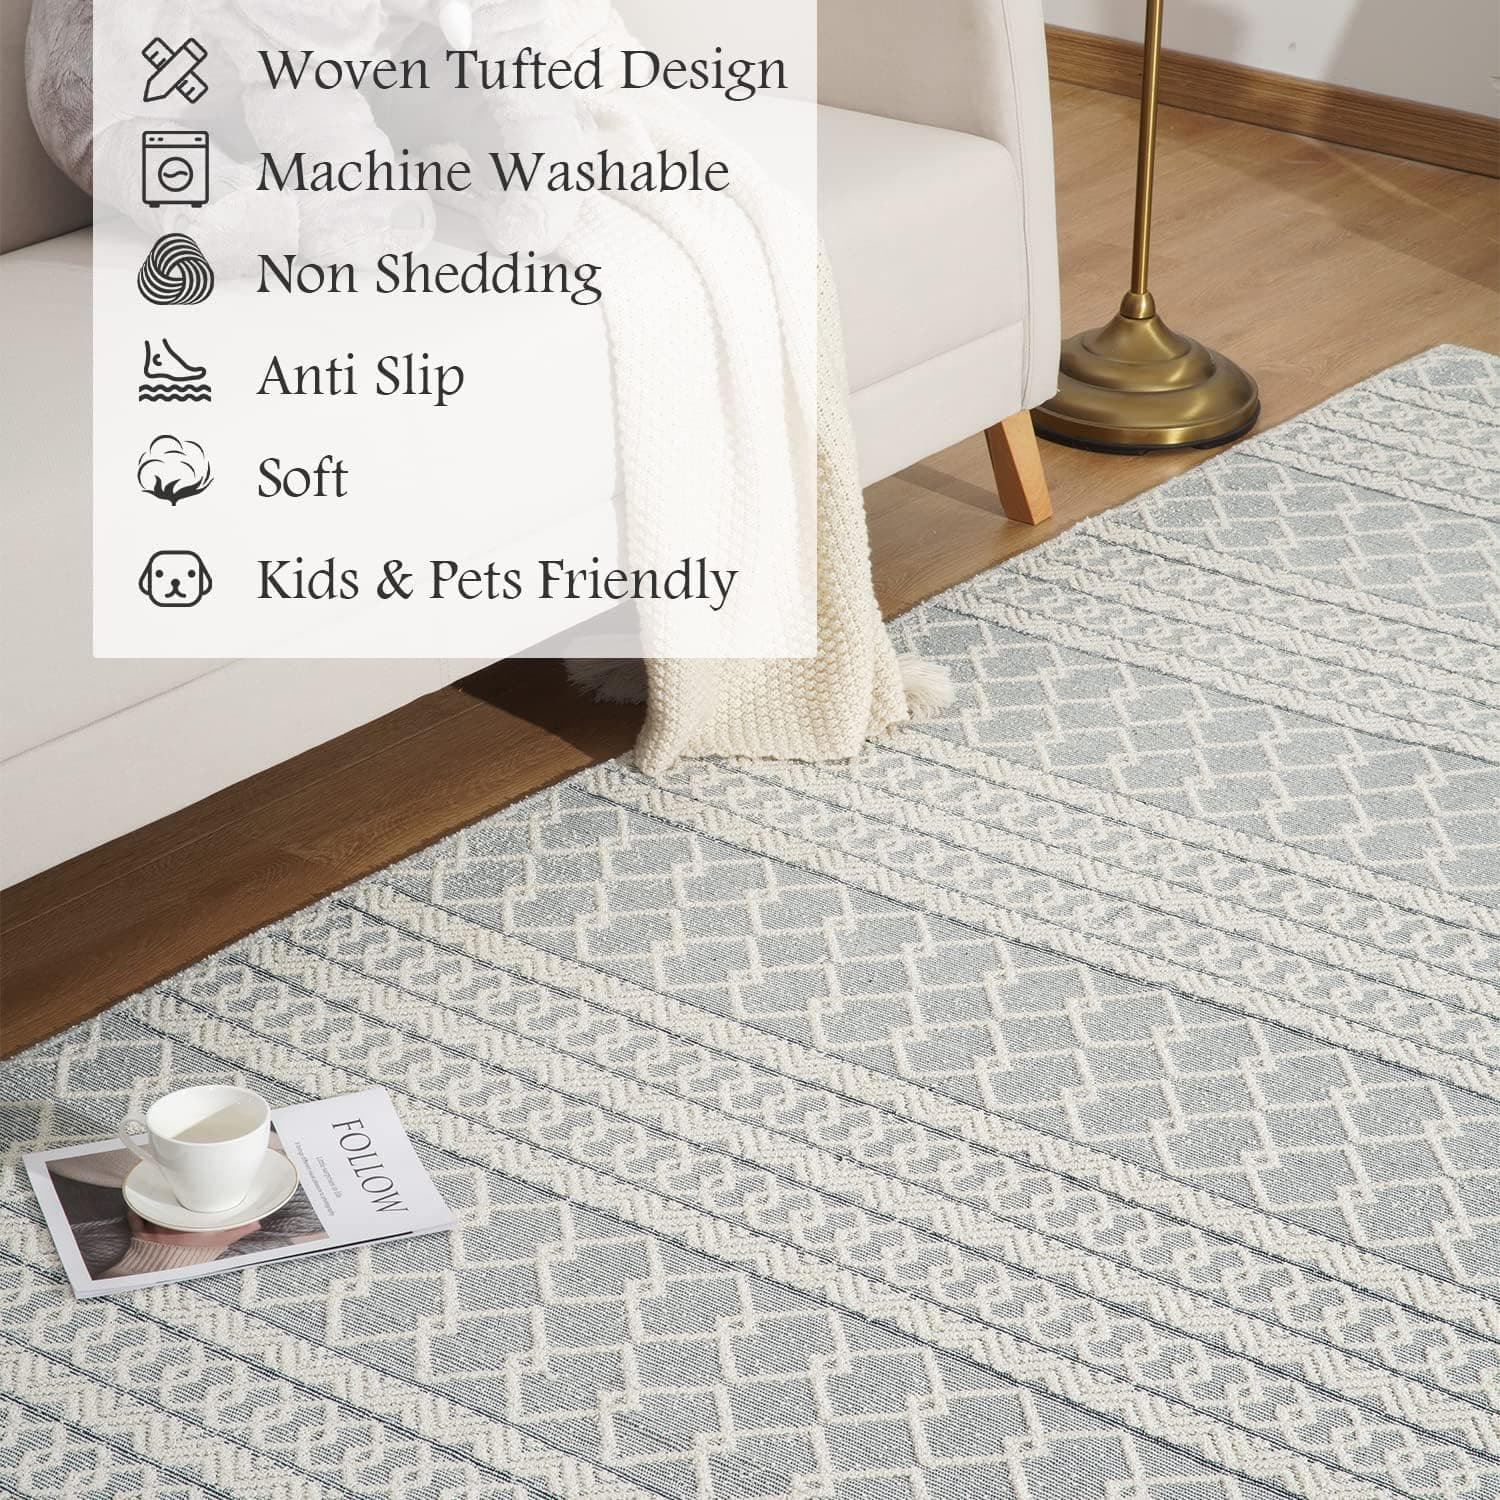 Woven Tufted Design
Machine Washable
Non Shedding
Anti Slip
Soft
Kids & Pets Friendly
FOLLOW